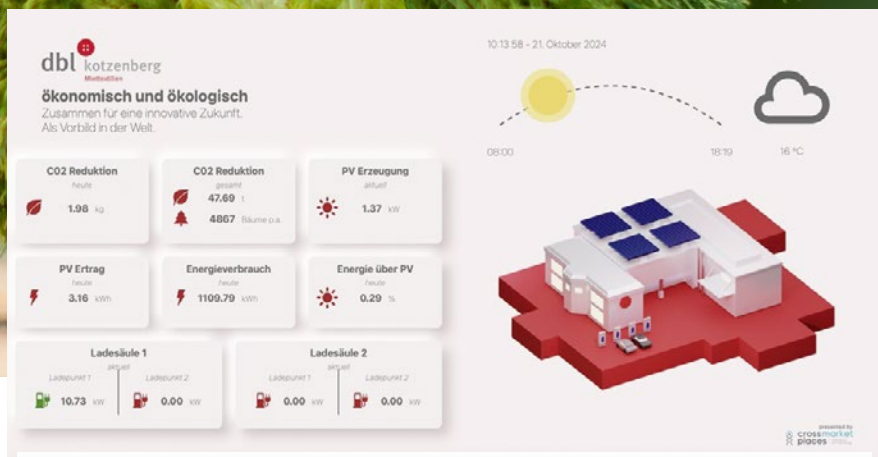 dbl kotzenberg
Miettextilien
ökonomisch und ökologisch
Zusammen für eine innovative Zukunft.
Als Vorbild in der Welt.
10:13:58 - 21. Oktober 2024
08:00
18:19
16 °C
CO2 Reduktion
heute
1.98 kg
CO2 Reduktion
gesamt
47.69 t
4867 Bäume p.a.
PV Erzeugung
aktuell
1.37 kW
PV Ertrag
heute
3.16 kWh
Energieverbrauch
heute
1109.79 kWh
Energie über PV
heute
0.29 %
Ladesäule 1
aktuell
Ladepunkt 1
10.73 kW
Ladepunkt 2
0.00 kW
Ladesäule 2
aktuell
Ladepunkt 1
0.00 kW
Ladepunkt 2
0.00 kW
presented by
crossmarket
places